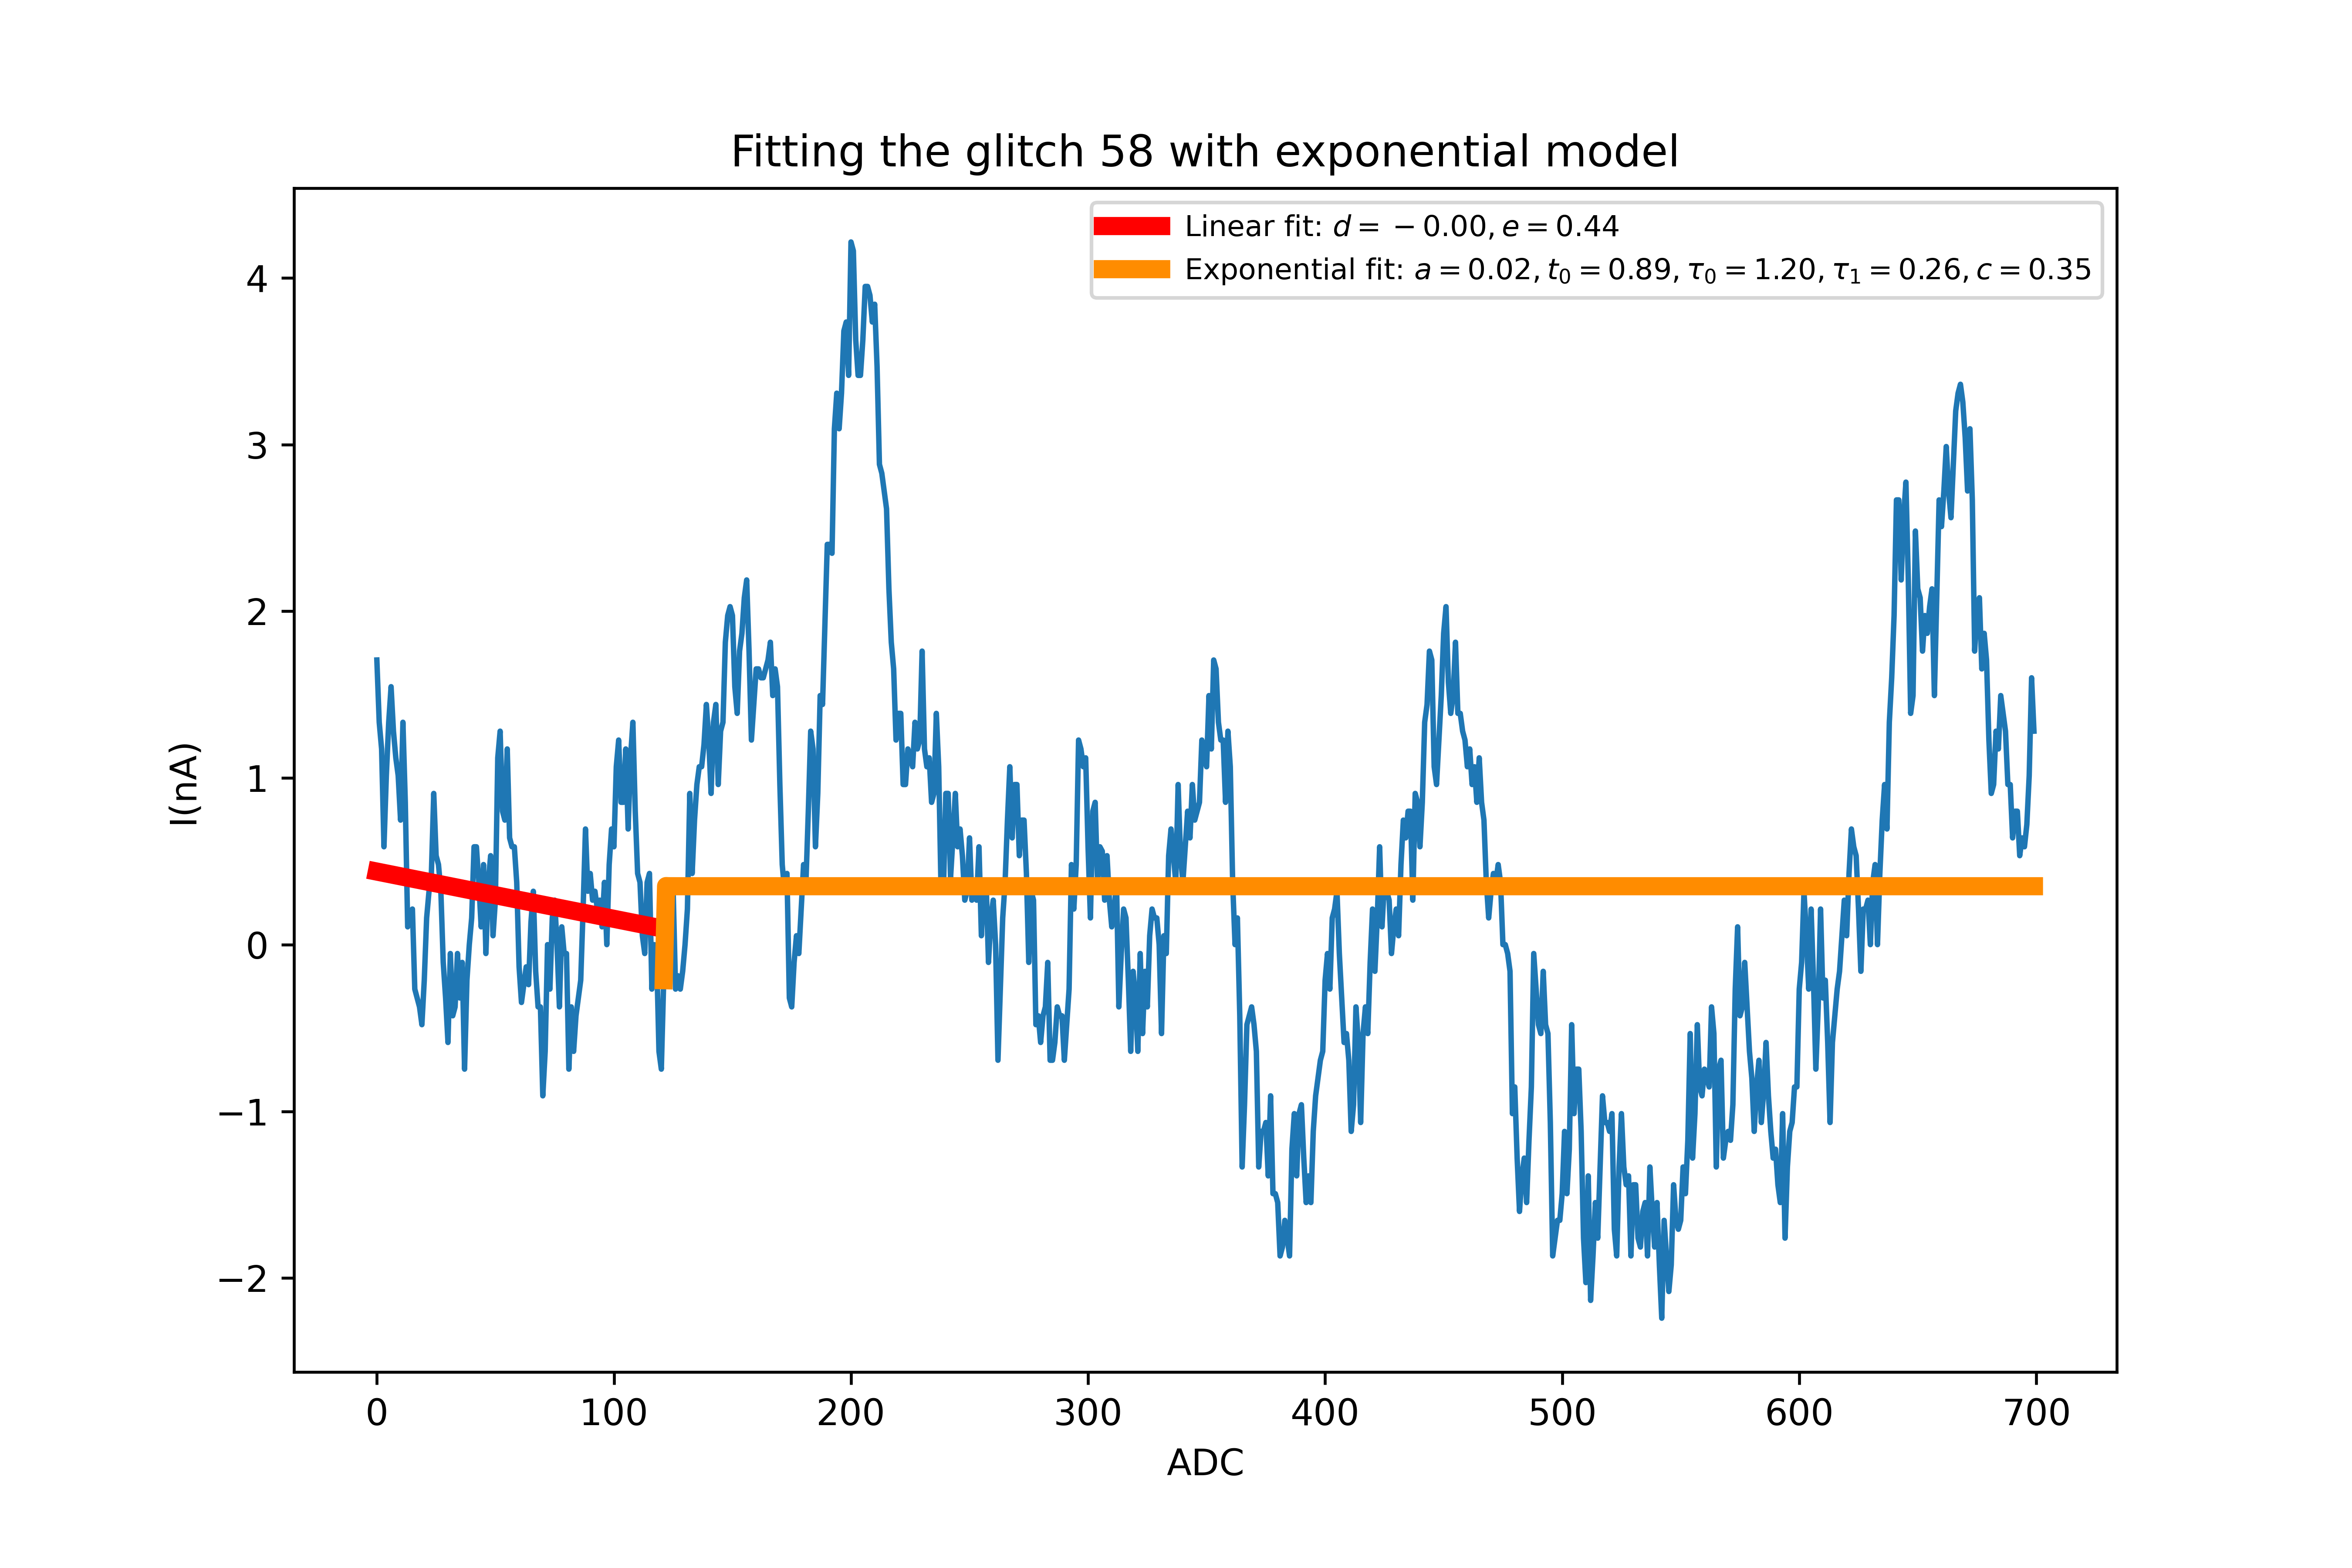 Fitting the glitch 58 with exponential model
Linear fit: d = −0.00, e = 0.44
Exponential fit: a = 0.02, t₀ = 0.89, τ₀ = 1.20, τ₁ = 0.26, c = 0.35
4
3
2
1
0
−1
−2
I(nA)
0 100 200 300 400 500 600 700
ADC